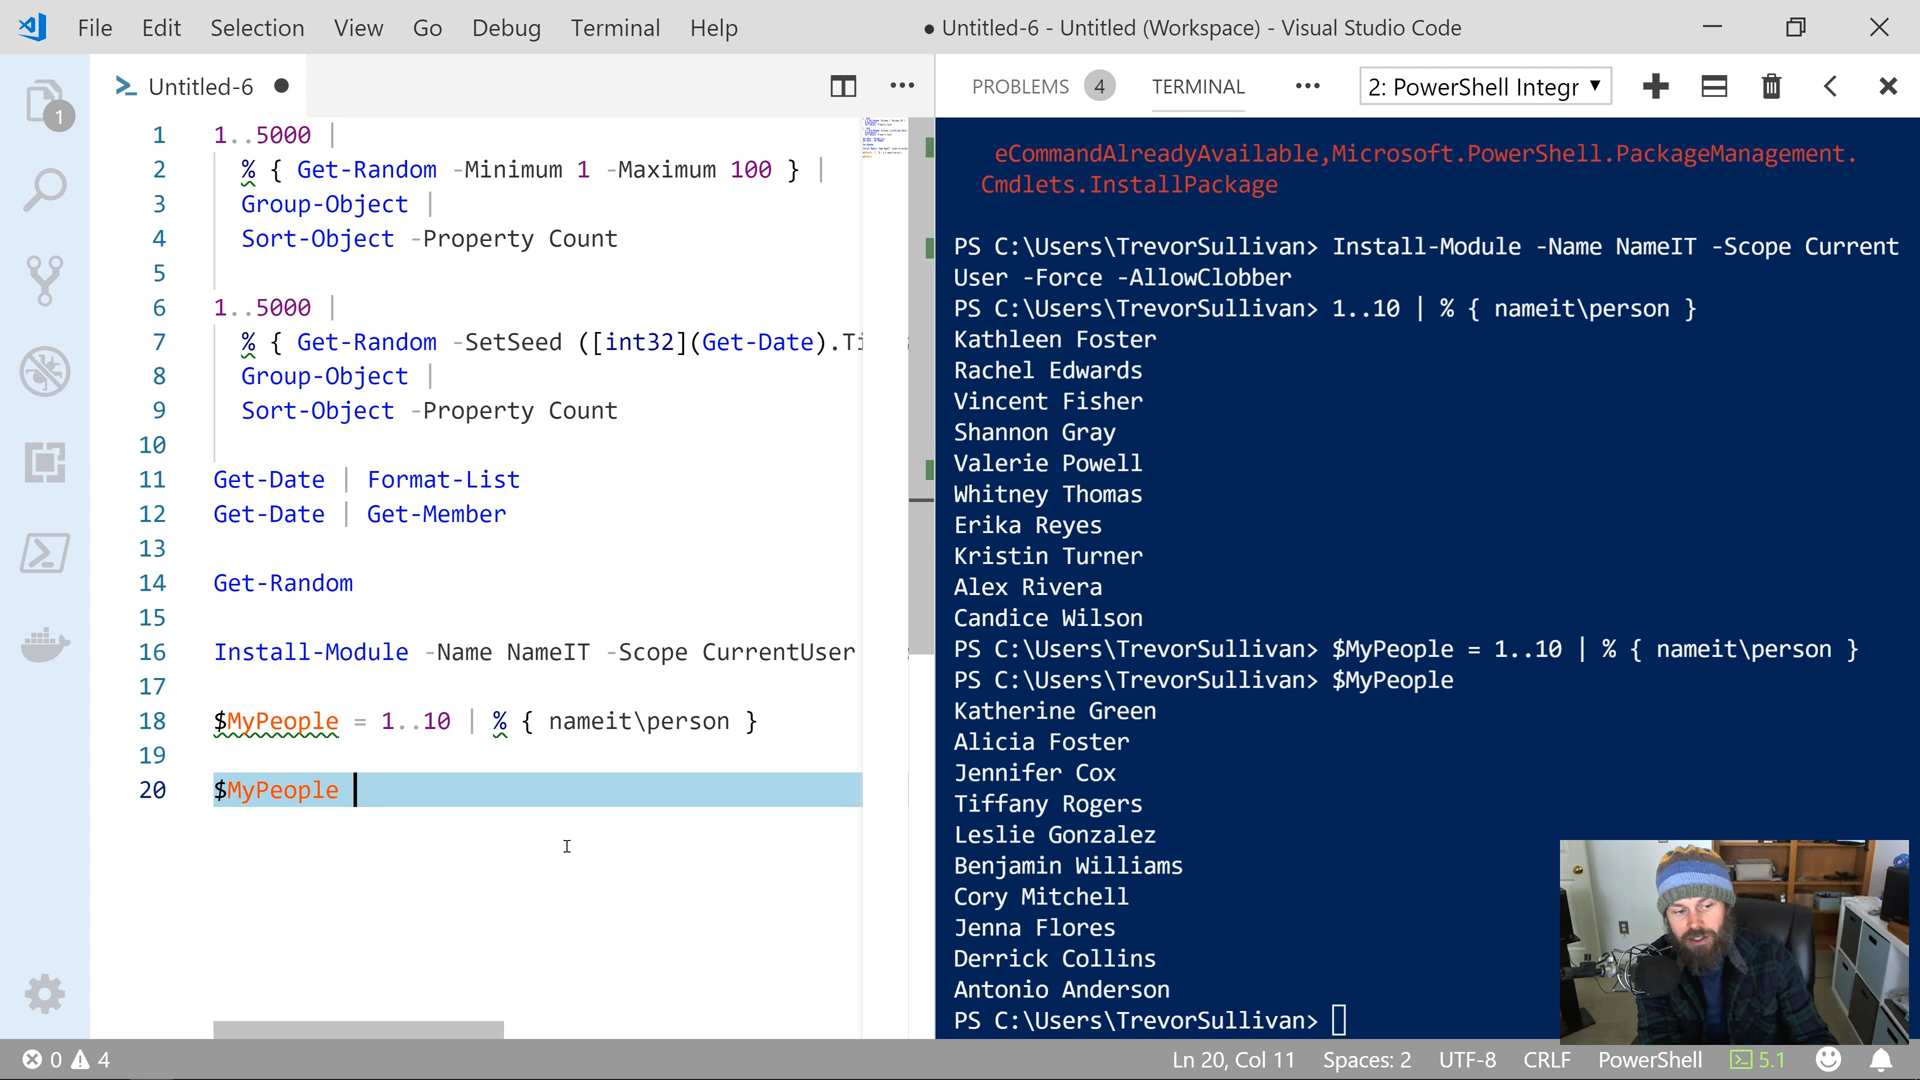 File Edit Selection View Go Debug Terminal Help
● Untitled-6 - Untitled (Workspace) - Visual Studio Code
Untitled-6 ●
PROBLEMS 4 TERMINAL ••• 2: PowerShell Integr
1
1 1..5000 |
2 % { Get-Random -Minimum 1 -Maximum 100 } |
3 Group-Object |
4 Sort-Object -Property Count
5
6 1..5000 |
7 % { Get-Random -SetSeed ([int32](Get-Date).Ti
8 Group-Object |
9 Sort-Object -Property Count
10
11 Get-Date | Format-List
12 Get-Date | Get-Member
13
14 Get-Random
15
16 Install-Module -Name NameIT -Scope CurrentUser
17
18 $MyPeople = 1..10 | % { nameit\person }
19
20 $MyPeople
eCommandAlreadyAvailable,Microsoft.PowerShell.PackageManagement.
Cmdlets.InstallPackage
PS C:\Users\TrevorSullivan> Install-Module -Name NameIT -Scope Current
User -Force -AllowClobber
PS C:\Users\TrevorSullivan> 1..10 | % { nameit\person }
Kathleen Foster
Rachel Edwards
Vincent Fisher
Shannon Gray
Valerie Powell
Whitney Thomas
Erika Reyes
Kristin Turner
Alex Rivera
Candice Wilson
PS C:\Users\TrevorSullivan> $MyPeople = 1..10 | % { nameit\person }
PS C:\Users\TrevorSullivan> $MyPeople
Katherine Green
Alicia Foster
Jennifer Cox
Tiffany Rogers
Leslie Gonzalez
Benjamin Williams
Cory Mitchell
Jenna Flores
Derrick Collins
Antonio Anderson
PS C:\Users\TrevorSullivan>
0 4 Ln 20, Col 11 Spaces: 2 UTF-8 CRLF PowerShell 5.1